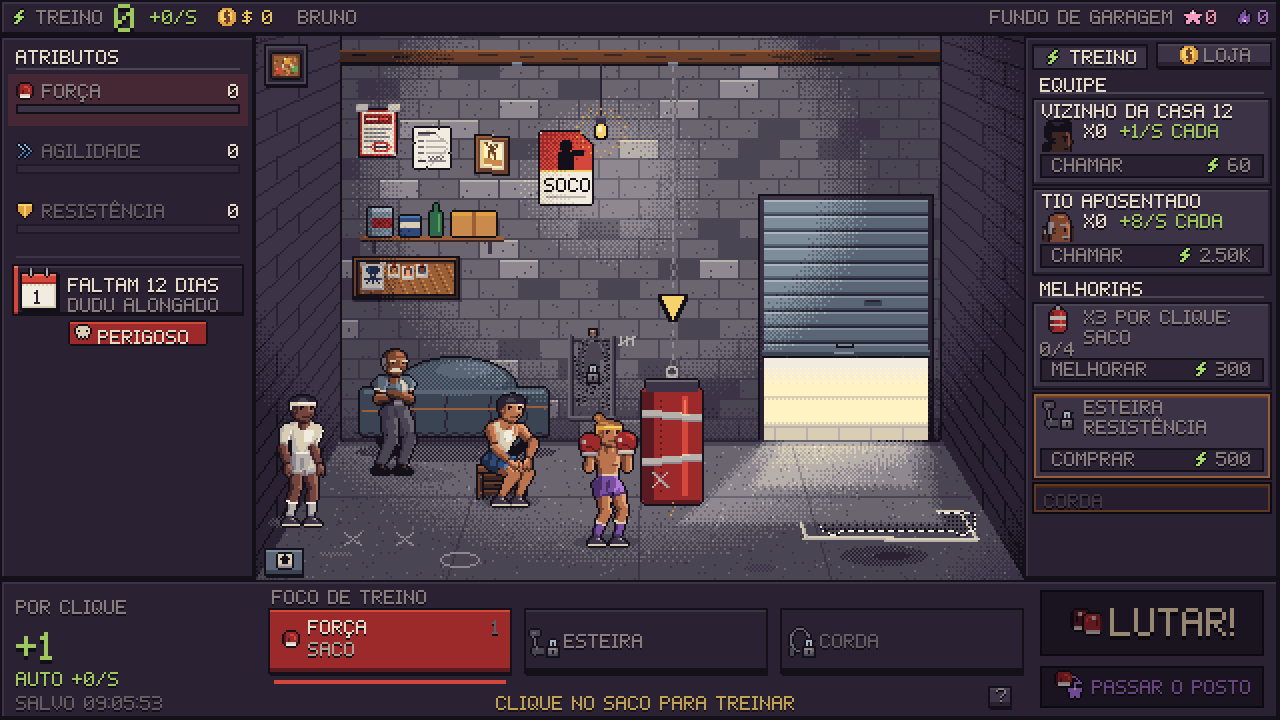 TREINO 0 +0/S $ 0 BRUNO
FUNDO DE GARAGEM 0 0
ATRIBUTOS
FORÇA 0
AGILIDADE 0
RESISTÊNCIA 0
1
FALTAM 12 DIAS
DUDU ALONGADO
PERIGOSO
SOCO
TREINO
LOJA
EQUIPE
VIZINHO DA CASA 12
X0 +1/S CADA
CHAMAR 60
TIO APOSENTADO
X0 +8/S CADA
CHAMAR 2.50K
MELHORIAS
X3 POR CLIQUE:
SACO
0/4
MELHORAR 300
ESTEIRA
RESISTÊNCIA
COMPRAR 500
CORDA
POR CLIQUE
+1
AUTO +0/S
SALVO 09:05:53
FOCO DE TREINO
FORÇA 1
SACO
ESTEIRA
CORDA
CLIQUE NO SACO PARA TREINAR
?
LUTAR!
PASSAR O POSTO